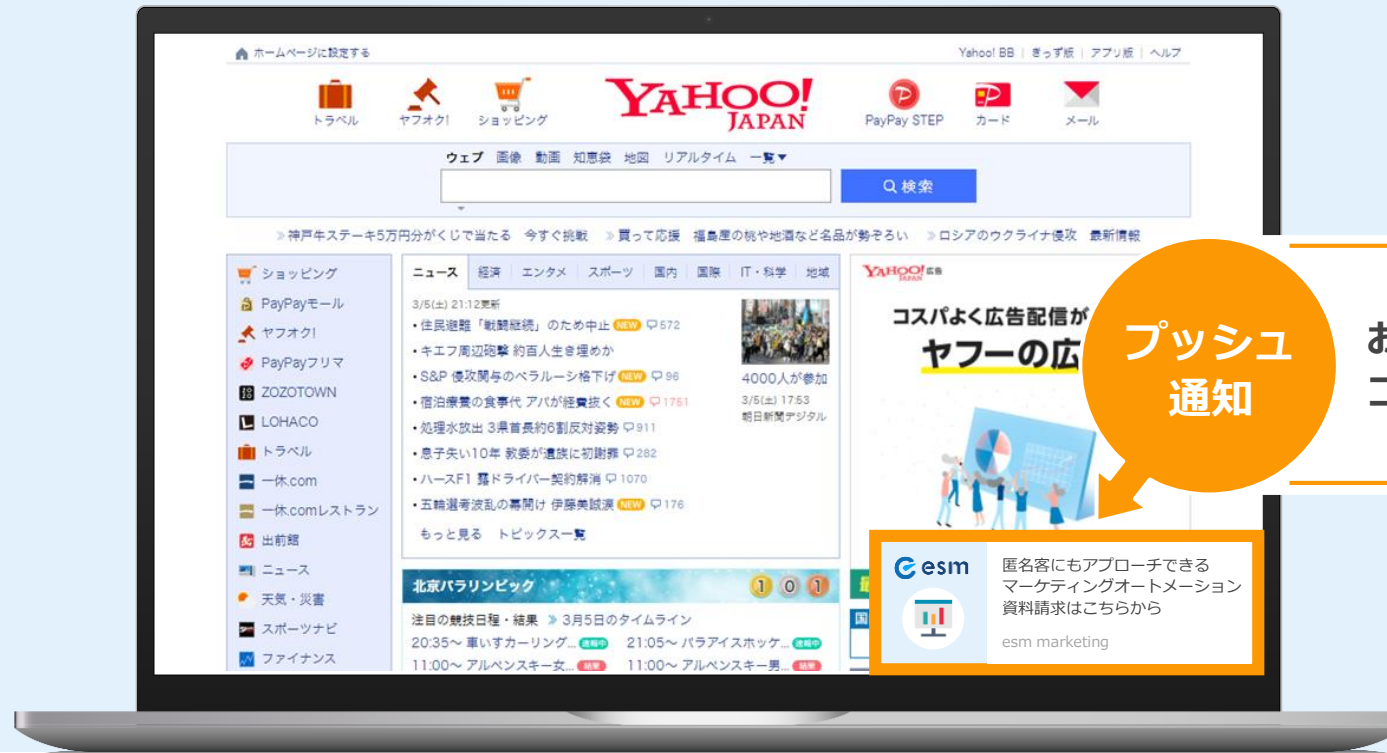 ホームページに設定する
Yahoo! BB | きっず版 | アプリ版 | ヘルプ
トラベル
ヤフオク!
ショッピング
YAHOO!
JAPAN
PayPay STEP
カード
メール
ウェブ 画像 動画 知恵袋 地図 リアルタイム 一覧▼
検索
神戸牛ステーキ5万円分がくじで当たる 今すぐ挑戦 買って応援 福島産の桃や地酒など名品が勢ぞろい ロシアのウクライナ侵攻 最新情報
ショッピング
PayPayモール
ヤフオク!
PayPayフリマ
ZOZOTOWN
LOHACO
トラベル
一休.com
一休.comレストラン
出前館
ニュース
天気・災害
スポーツナビ
ファイナンス
ニュース 経済 エンタメ スポーツ 国内 国際 IT・科学 地域
3/5(土) 21:12更新
・住民避難「戦闘継続」のため中止 NEW 572
・キエフ周辺砲撃 約百人生き埋めか
・S&P 侵攻関与のベラルーシ格下げ NEW 96
・宿泊療養の食事代 アパが経費抜く NEW 1751
・処理水放出 3県首長約6割反対姿勢 911
・息子失い10年 教委が遺族に初謝罪 282
・ハースF1 露ドライバー契約解消 1070
・五輪選考波乱の幕開け 伊藤美誠涙 NEW 176
もっと見る トピックス一覧
4000人が参加
3/5(土) 17:53
朝日新聞デジタル
北京パラリンピック
1 0 1
注目の競技日程・結果 3月5日のタイムライン
20:35〜 車いすカーリング... 速報中 21:05〜 パラアイスホッケ... 速報中
11:00〜 アルペンスキー女... 結果 11:00〜 アルペンスキー男... 結果
YAHOO! JAPAN 広告
コスパよく広告配信が
ヤフーの広
プッシュ
通知
お
コ
国
esm
匿名客にもアプローチできる
マーケティングオートメーション
資料請求はこちらから
esm marketing